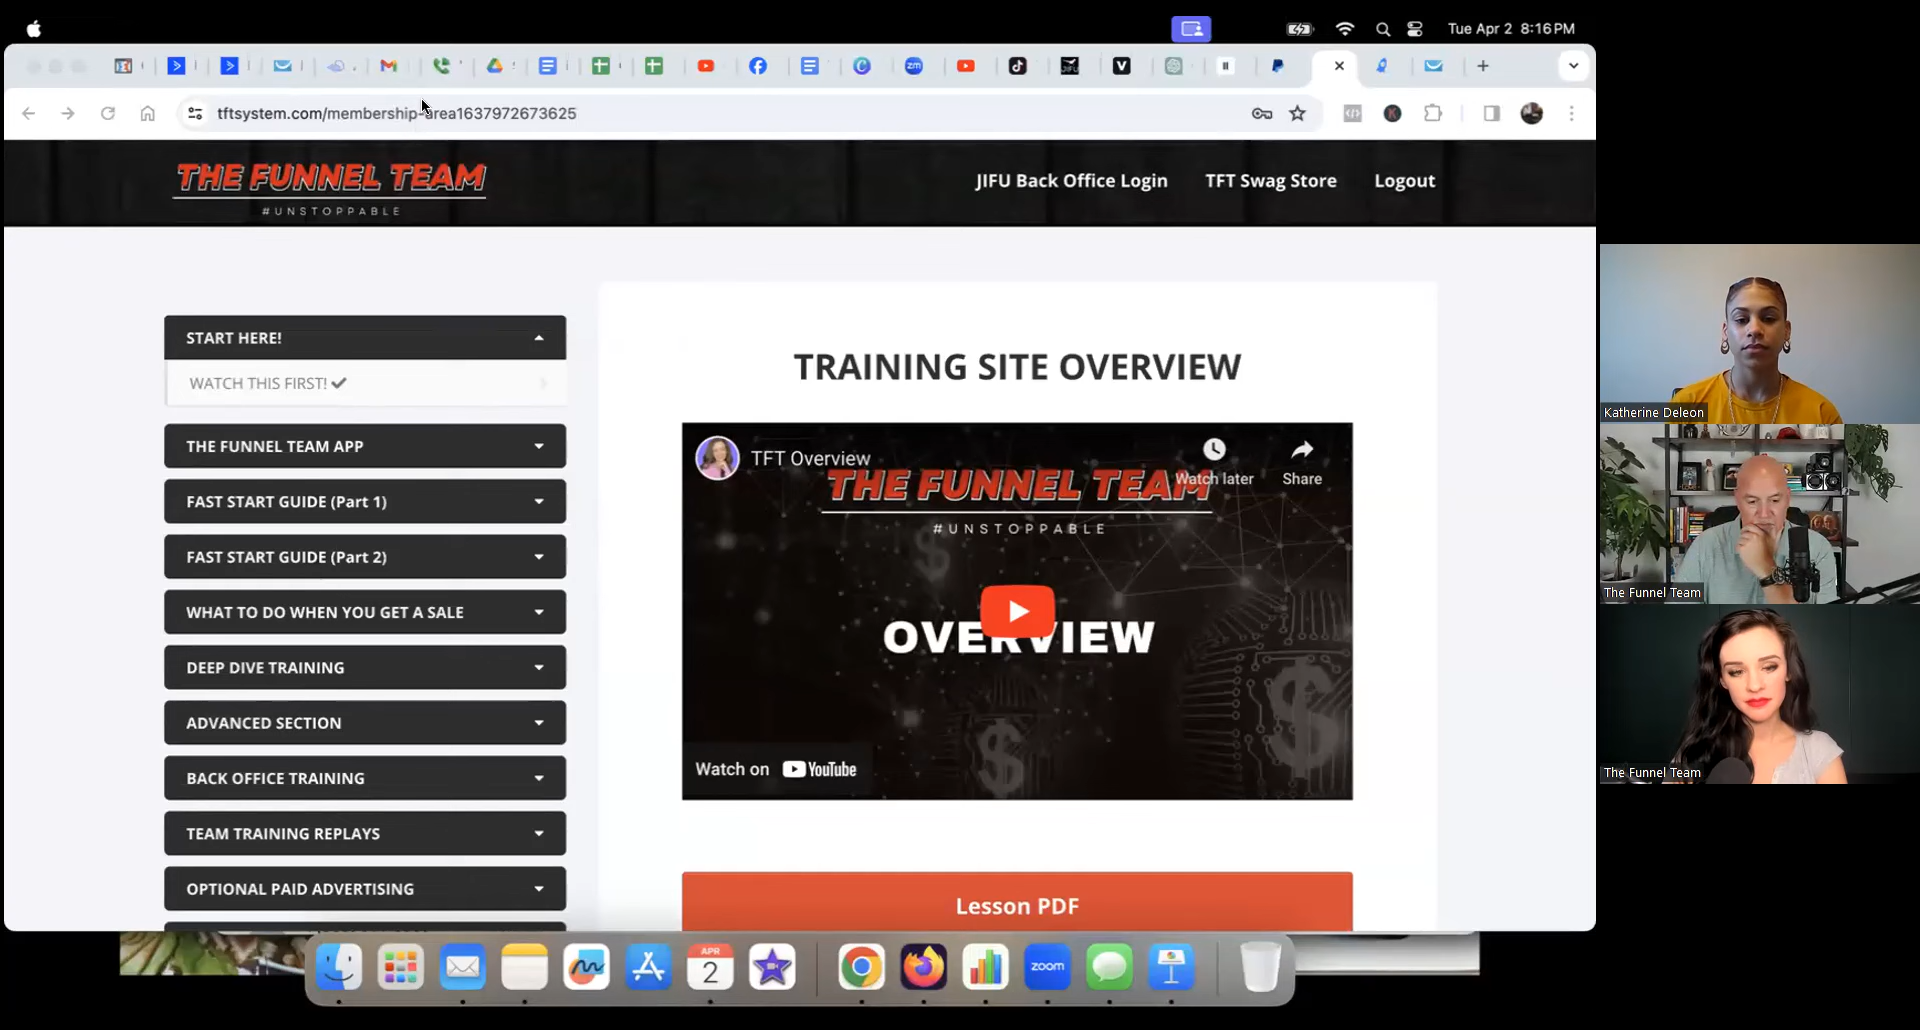 Tue Apr 2 8:16 PM
tftsystem.com/membership-area1637972673625
THE FUNNEL TEAM
#UNSTOPPABLE
JIFU Back Office Login
TFT Swag Store
Logout
START HERE!
WATCH THIS FIRST!
THE FUNNEL TEAM APP
FAST START GUIDE (Part 1)
FAST START GUIDE (Part 2)
WHAT TO DO WHEN YOU GET A SALE
DEEP DIVE TRAINING
ADVANCED SECTION
BACK OFFICE TRAINING
TEAM TRAINING REPLAYS
OPTIONAL PAID ADVERTISING
TRAINING SITE OVERVIEW
TFT Overview
Watch later
Share
THE FUNNEL TEAM
#UNSTOPPABLE
OVERVIEW
Watch on YouTube
Lesson PDF
Katherine Deleon
The Funnel Team
The Funnel Team
APR
2
zoom